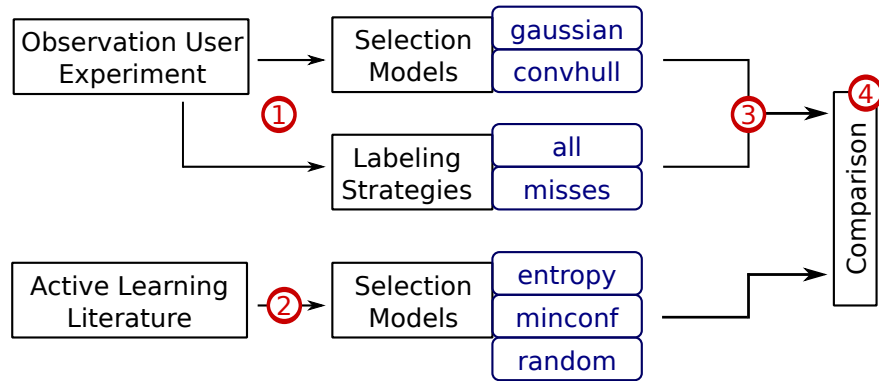 Observation User
Experiment
1
Selection
Models
gaussian
convhull
Labeling
Strategies
all
misses
3
4
Comparison
Active Learning
Literature
2
Selection
Models
entropy
minconf
random